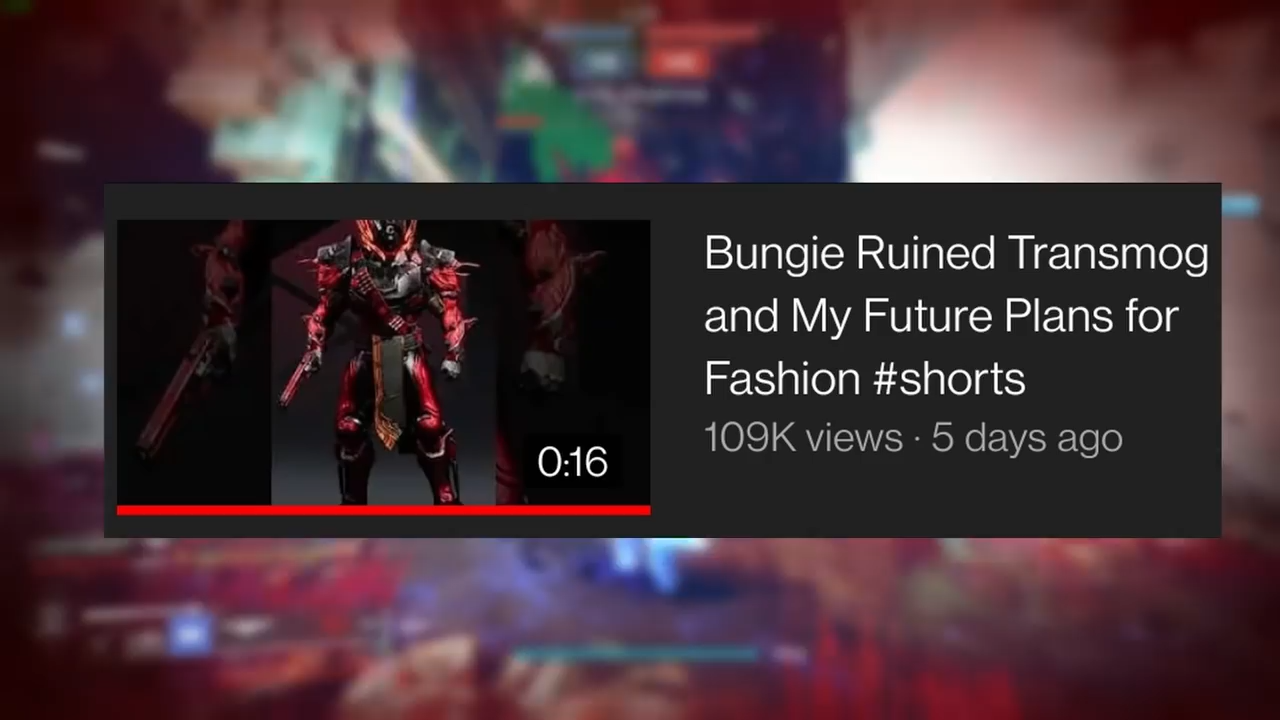 0:16
Bungie Ruined Transmog
and My Future Plans for
Fashion #shorts
109K views · 5 days ago